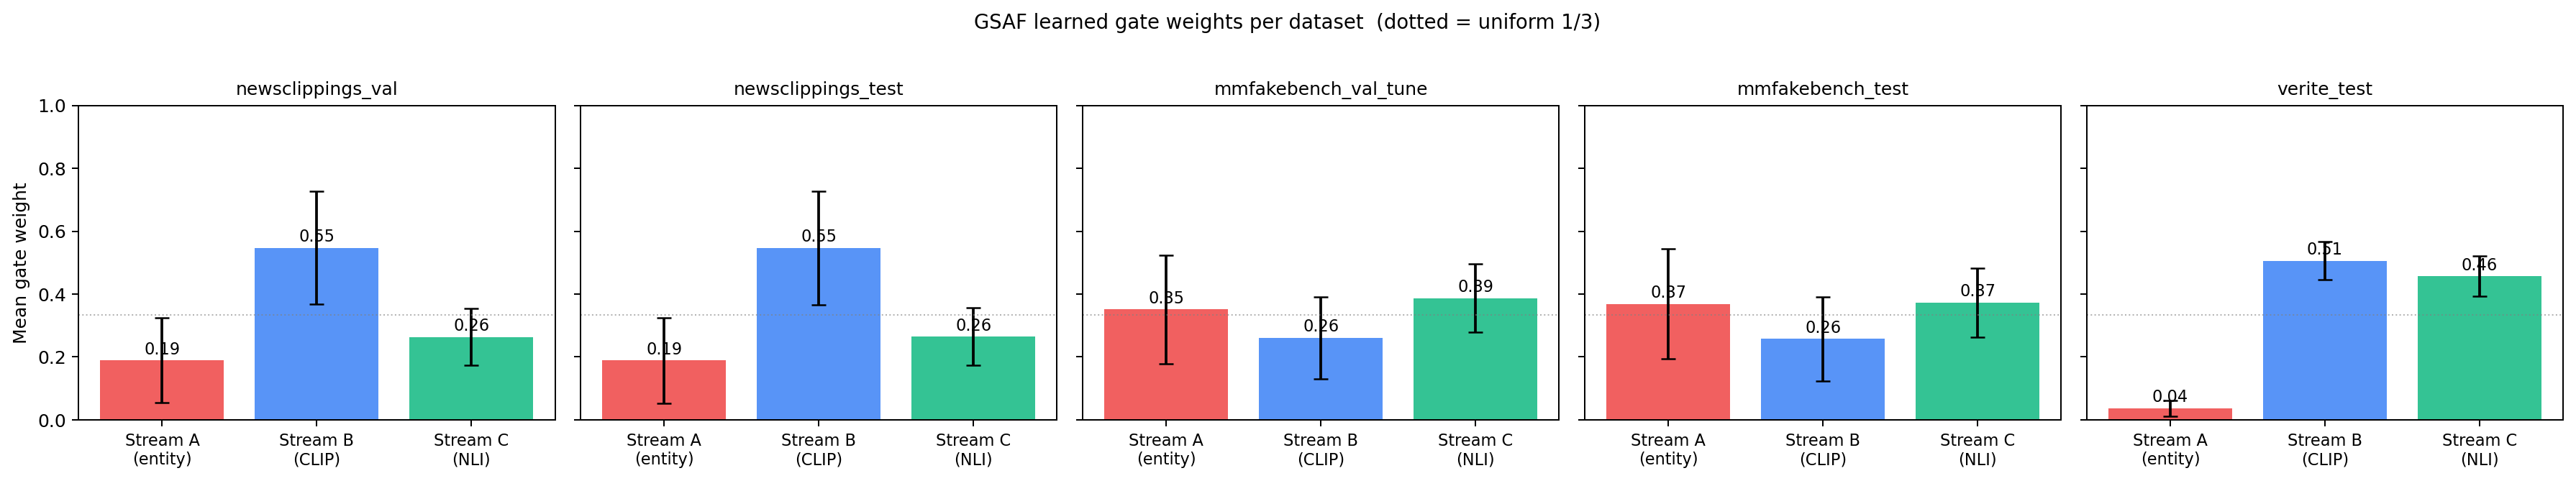 GSAF learned gate weights per dataset (dotted = uniform 1/3)
newsclippings_val
newsclippings_test
mmfakebench_val_tune
mmfakebench_test
verite_test
Mean gate weight
1.0
0.8
0.6
0.4
0.2
0.0
0.19
0.55
0.26
0.19
0.55
0.26
0.35
0.26
0.39
0.37
0.26
0.37
0.04
0.51
0.46
Stream A
(entity)
Stream B
(CLIP)
Stream C
(NLI)
Stream A
(entity)
Stream B
(CLIP)
Stream C
(NLI)
Stream A
(entity)
Stream B
(CLIP)
Stream C
(NLI)
Stream A
(entity)
Stream B
(CLIP)
Stream C
(NLI)
Stream A
(entity)
Stream B
(CLIP)
Stream C
(NLI)